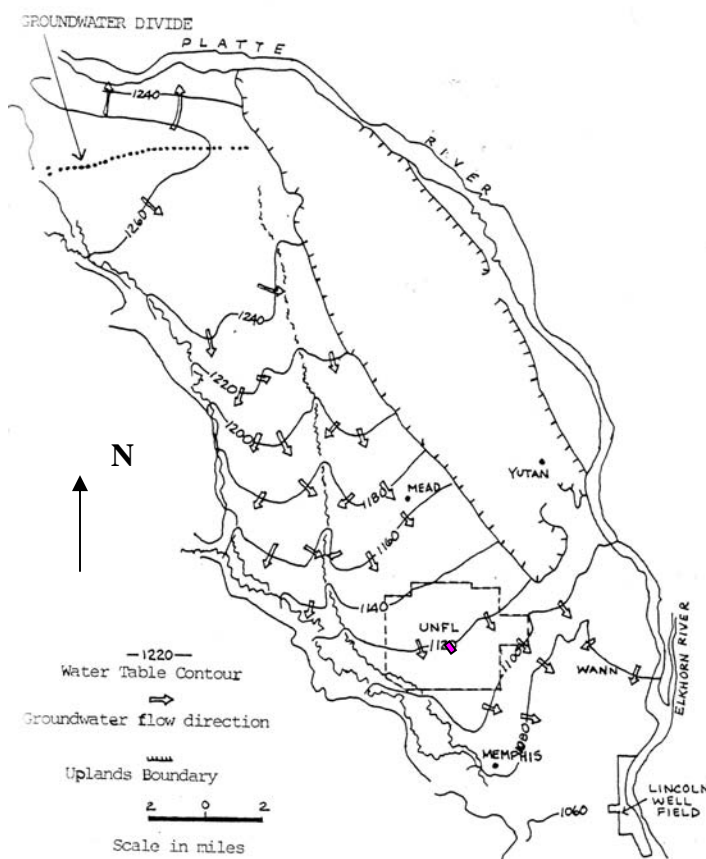 GROUNDWATER DIVIDE
PLATTE
RIVER
1240
1260
1240
1220
1200
N
YUTAN
MEAD
1180
1160
1140
UNFL
112
1100
WANN
ELKHORN RIVER
1080
MEMPHIS
1060
LINCOLN
WELL
FIELD
—1220—
Water Table Contour
Groundwater flow direction
Uplands Boundary
2 0 2
Scale in miles